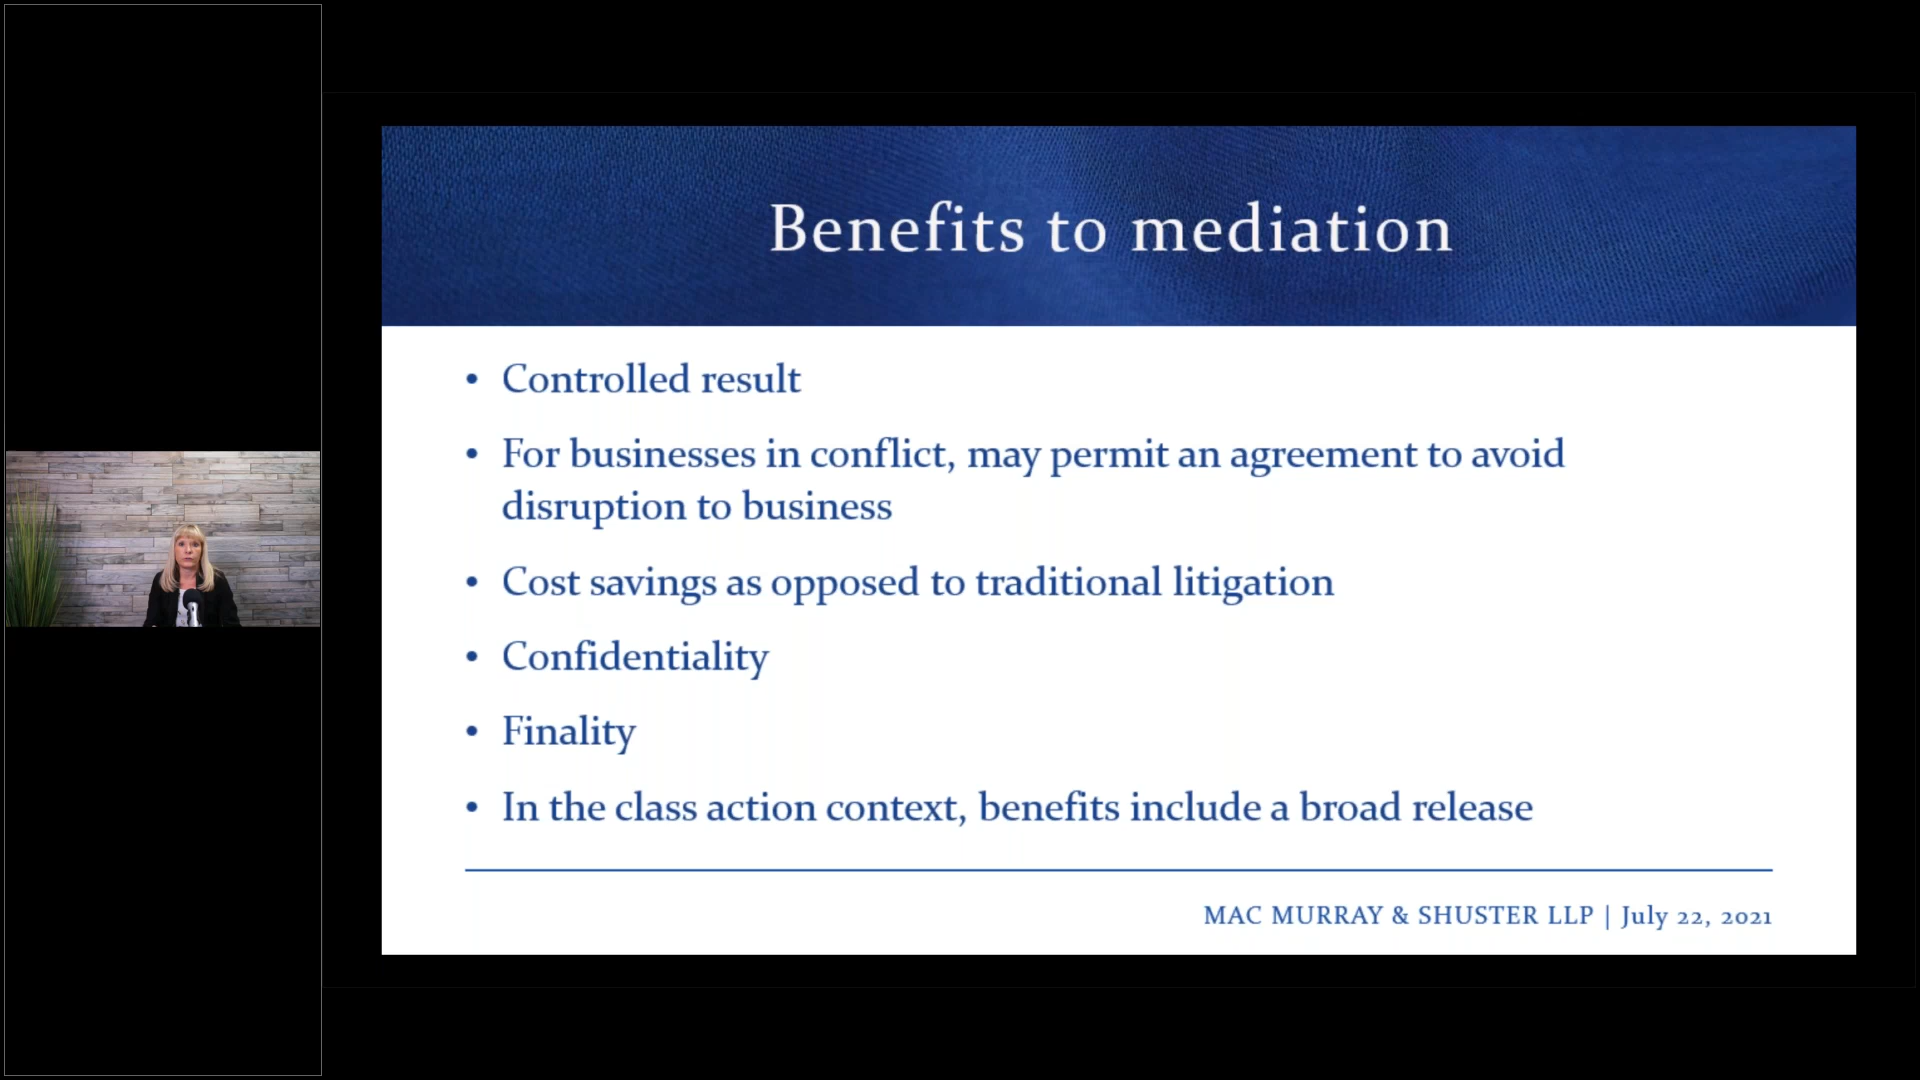 Benefits to mediation
• Controlled result
• For businesses in conflict, may permit an agreement to avoid
disruption to business
• Cost savings as opposed to traditional litigation
• Confidentiality
• Finality
• In the class action context, benefits include a broad release
MAC MURRAY & SHUSTER LLP | July 22, 2021